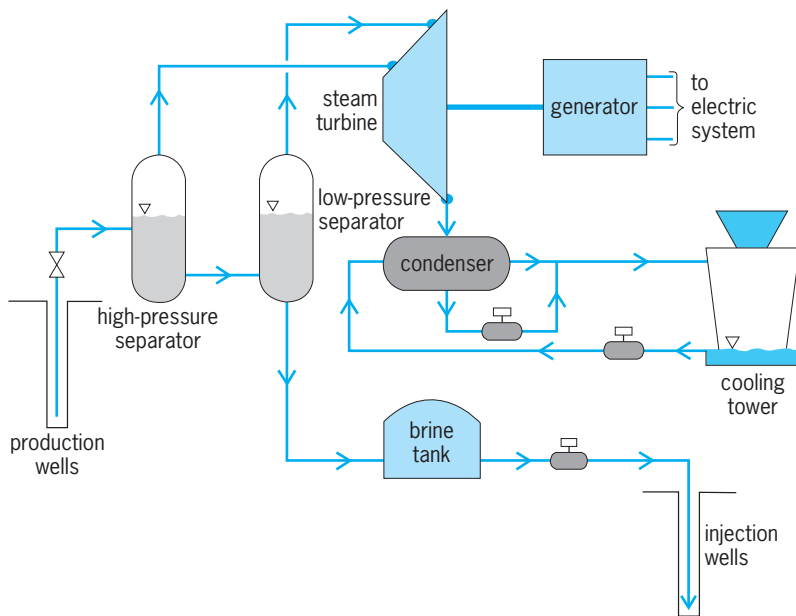 steam
turbine
generator
to
electric
system
low-pressure
separator
condenser
high-pressure
separator
cooling
tower
production
wells
brine
tank
injection
wells